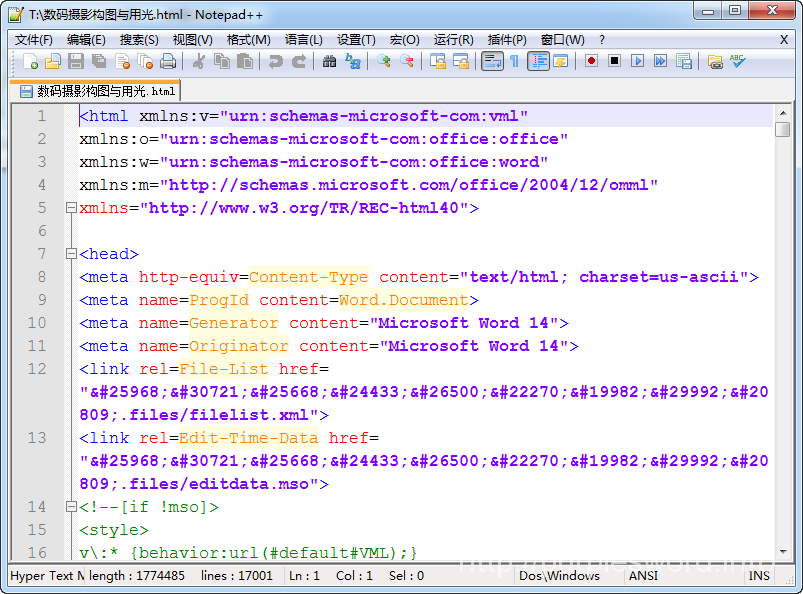 T:\数码摄影构图与用光.html - Notepad++
文件(F) 编辑(E) 搜索(S) 视图(V) 格式(M) 语言(L) 设置(T) 宏(O) 运行(R) 插件(P) 窗口(W) ? X
数码摄影构图与用光.html
1 <html xmlns:v="urn:schemas-microsoft-com:vml"
2 xmlns:o="urn:schemas-microsoft-com:office:office"
3 xmlns:w="urn:schemas-microsoft-com:office:word"
4 xmlns:m="http://schemas.microsoft.com/office/2004/12/omml"
5 xmlns="http://www.w3.org/TR/REC-html40">
6
7 <head>
8 <meta http-equiv=Content-Type content="text/html; charset=us-ascii">
9 <meta name=ProgId content=Word.Document>
10 <meta name=Generator content="Microsoft Word 14">
11 <meta name=Originator content="Microsoft Word 14">
12 <link rel=File-List href=
"&#25968;&#30721;&#25668;&#24433;&#26500;&#22270;&#19982;&#29992;&#20
809;.files/filelist.xml">
13 <link rel=Edit-Time-Data href=
"&#25968;&#30721;&#25668;&#24433;&#26500;&#22270;&#19982;&#29992;&#20
809;.files/editdata.mso">
14 <!--[if !mso]>
15 <style>
16 v\:* {behavior:url(#default#VML);}
Hyper Text M length : 1774485 lines : 17001 Ln : 1 Col : 1 Sel : 0 Dos\Windows ANSI INS